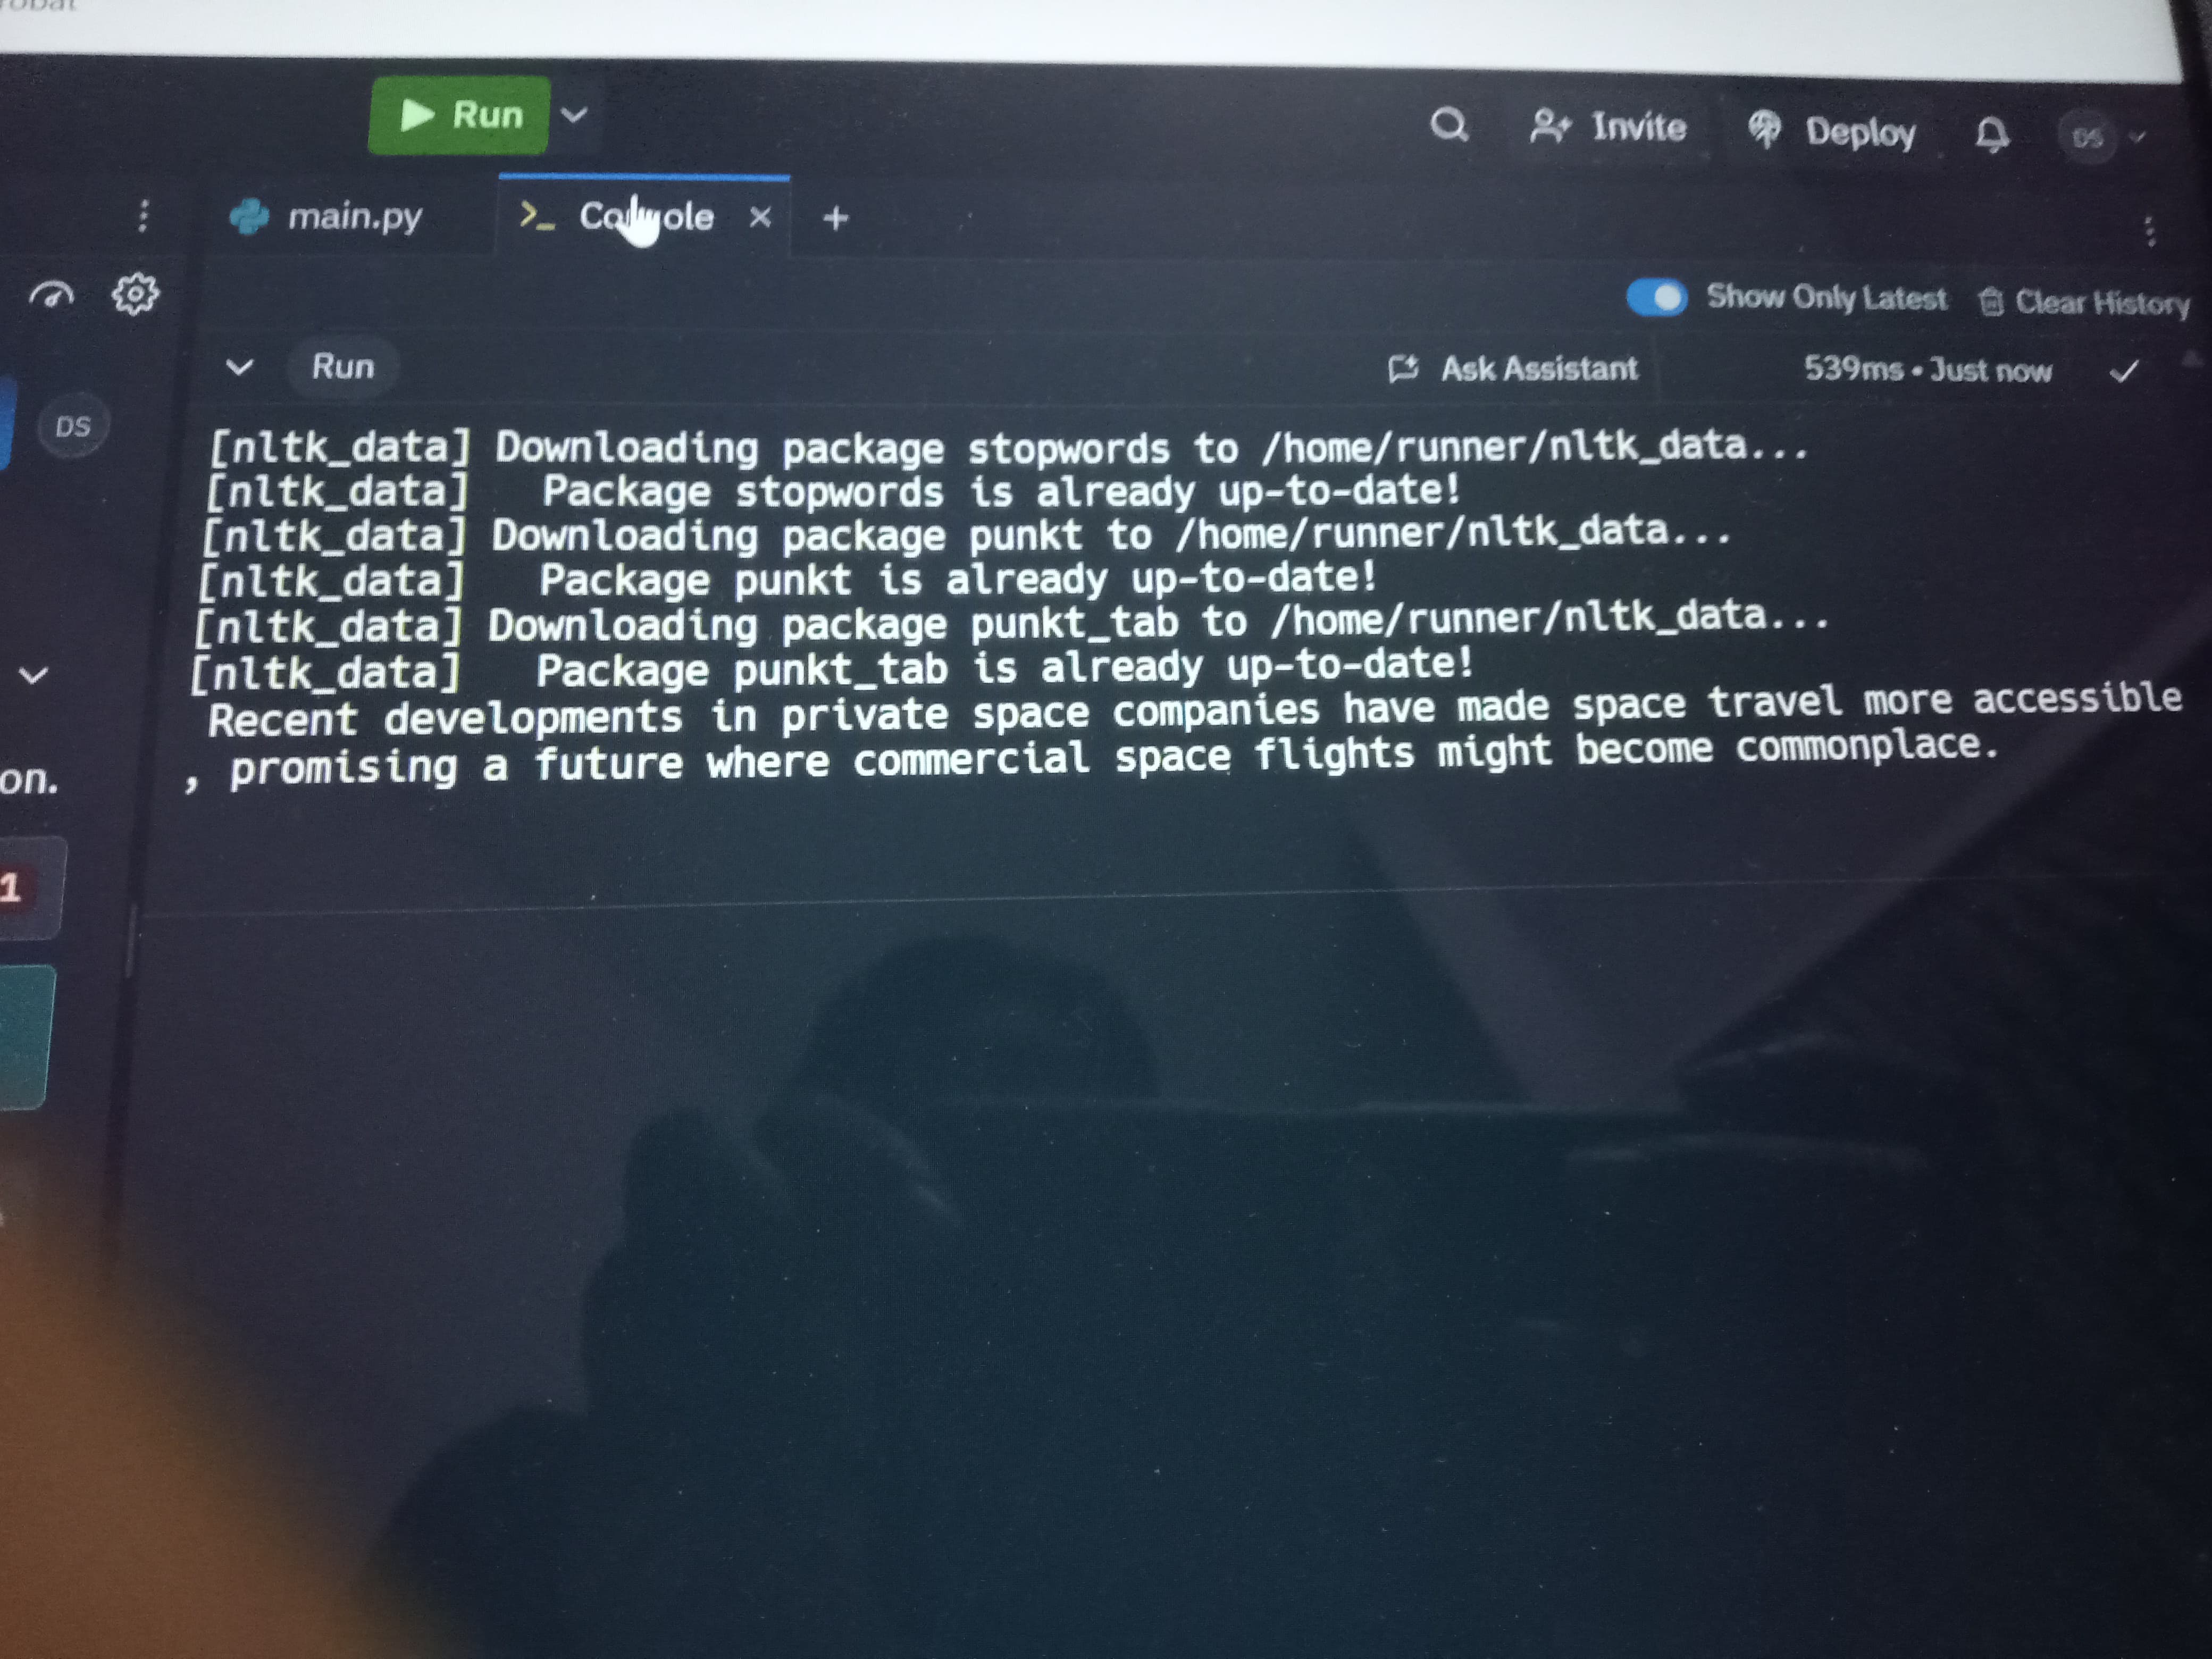 Run
Invite
Deploy
DS
main.py
Console
Show Only Latest
Clear History
Run
Ask Assistant
539ms • Just now
DS
[nltk_data] Downloading package stopwords to /home/runner/nltk_data...
[nltk_data]   Package stopwords is already up-to-date!
[nltk_data] Downloading package punkt to /home/runner/nltk_data...
[nltk_data]   Package punkt is already up-to-date!
[nltk_data] Downloading package punkt_tab to /home/runner/nltk_data...
[nltk_data]   Package punkt_tab is already up-to-date!
Recent developments in private space companies have made space travel more accessible
, promising a future where commercial space flights might become commonplace.
on.
1